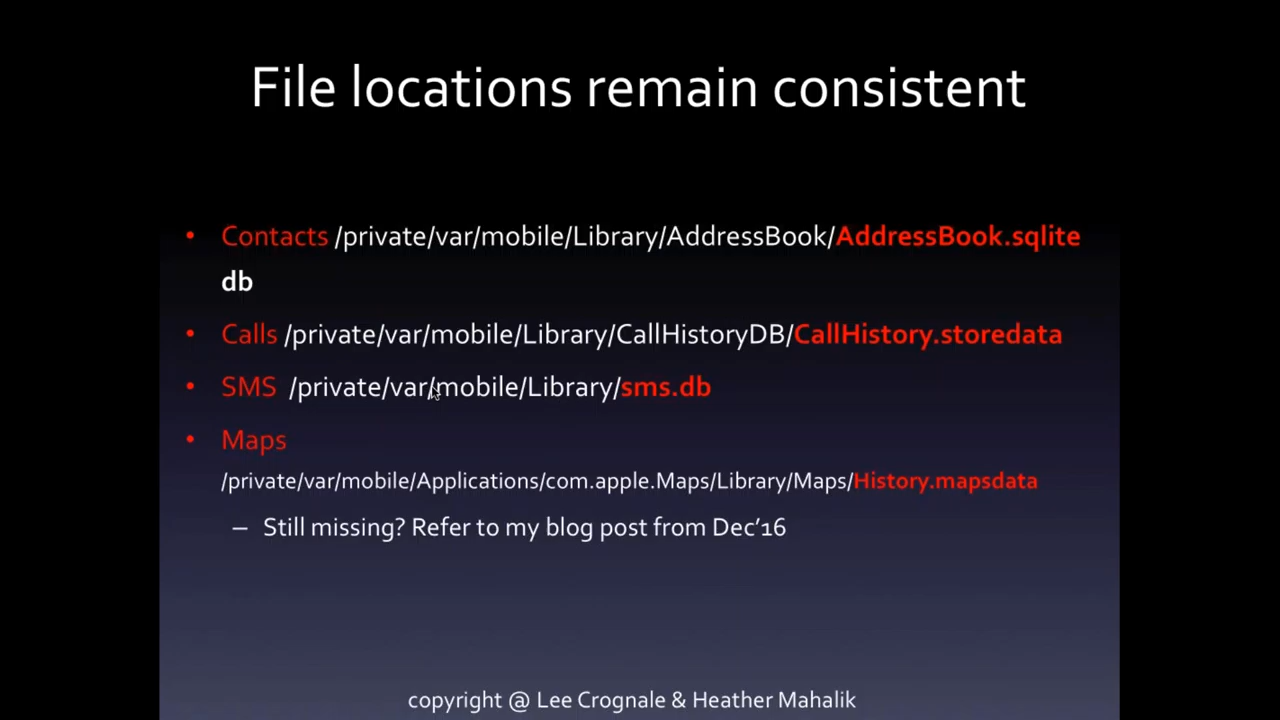 File locations remain consistent
• Contacts /private/var/mobile/Library/AddressBook/AddressBook.sqlite
db
• Calls /private/var/mobile/Library/CallHistoryDB/CallHistory.storedata
• SMS /private/var/mobile/Library/sms.db
• Maps
/private/var/mobile/Applications/com.apple.Maps/Library/Maps/History.mapsdata
– Still missing? Refer to my blog post from Dec’16
copyright @ Lee Crognale & Heather Mahalik